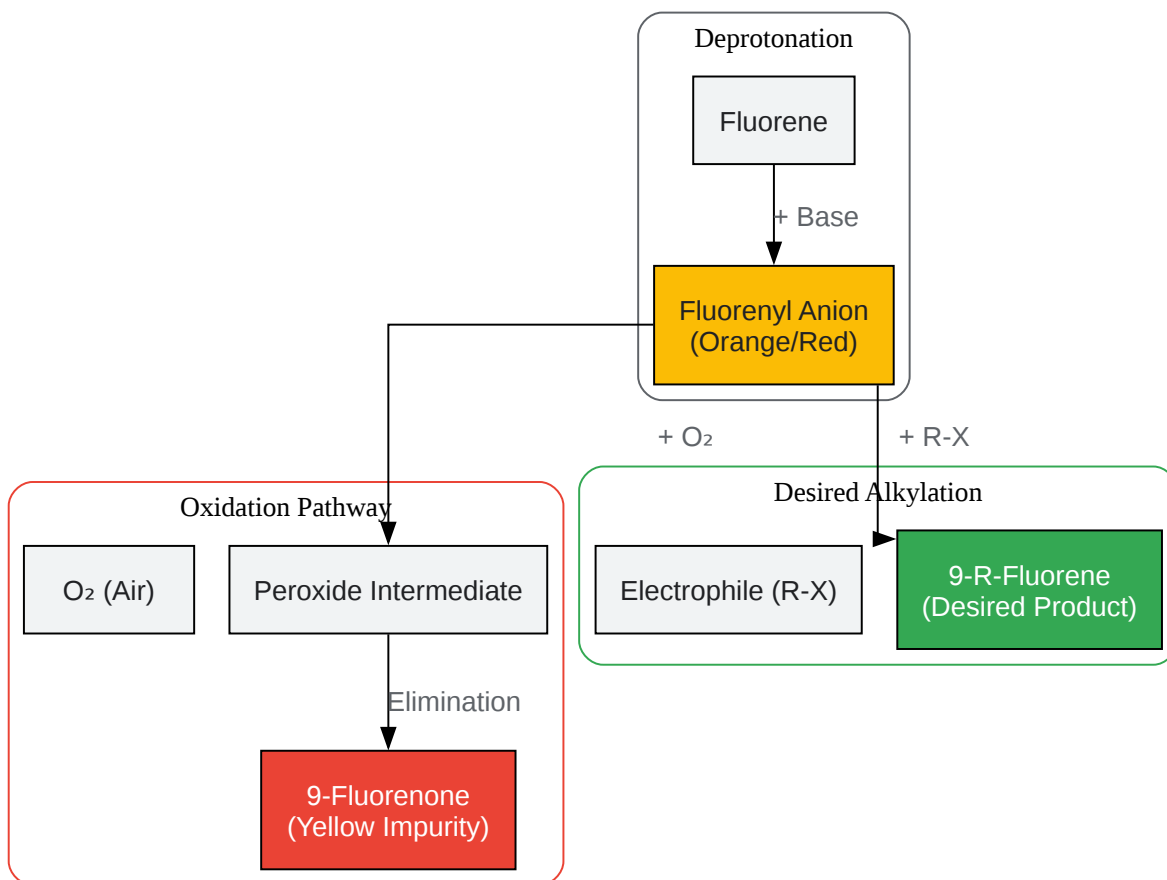 Deprotonation
Fluorene
+ Base
Fluorenyl Anion
(Orange/Red)
+ O₂
+ R-X
Oxidation Pathway
O₂ (Air)
Peroxide Intermediate
Elimination
9-Fluorenone
(Yellow Impurity)
Desired Alkylation
Electrophile (R-X)
9-R-Fluorene
(Desired Product)